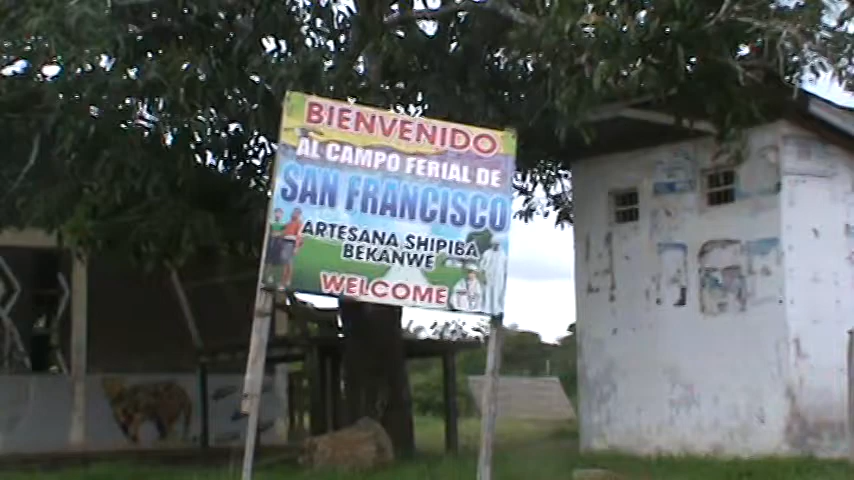 BIENVENIDO
AL CAMPO FERIAL DE
SAN FRANCISCO
ARTESANA SHIPIBA
BEKANWE
WELCOME